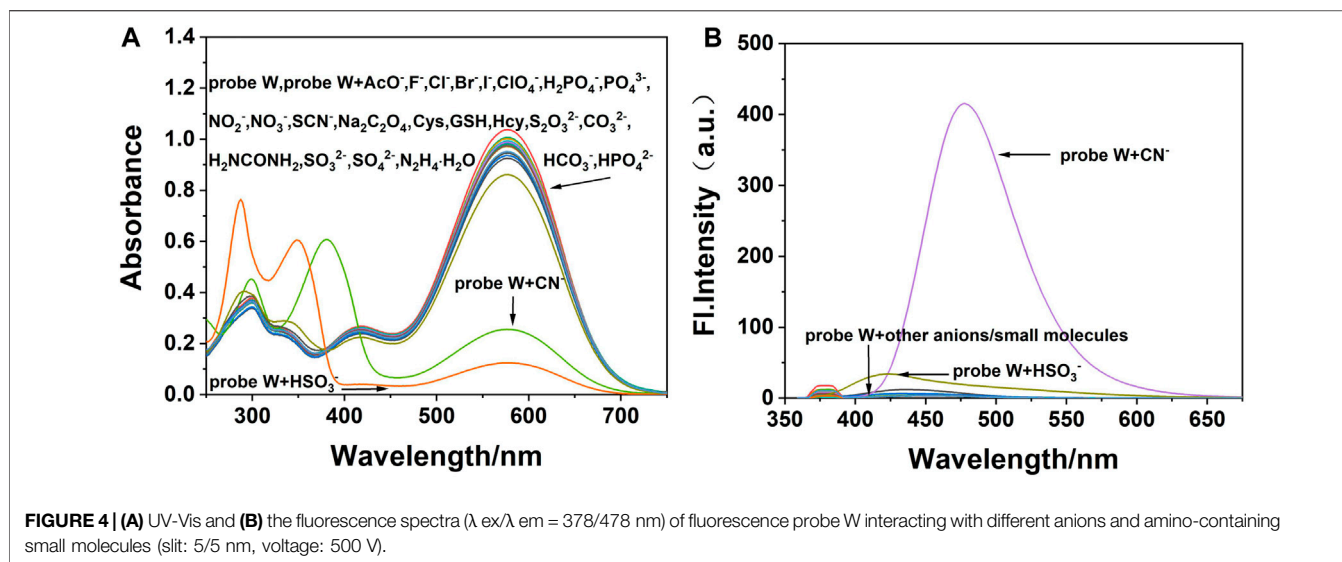 A
B
1.4
1.2
1.0
0.8
0.6
0.4
0.2
0.0
Absorbance
probe W,probe W+AcO⁻,F⁻,Cl⁻,Br⁻,I⁻,ClO₄⁻,H₂PO₄⁻,PO₄³⁻,
NO₂⁻,NO₃⁻,SCN⁻,Na₂C₂O₄,Cys,GSH,Hcy,S₂O₃²⁻,CO₃²⁻,
H₂NCONH₂,SO₃²⁻,SO₄²⁻,N₂H₄·H₂O HCO₃⁻,HPO₄²⁻
probe W+CN⁻
probe W+HSO₃⁻
300 400 500 600 700
Wavelength/nm
500
400
300
200
100
0
Fl.Intensity（a.u.）
probe W+CN⁻
probe W+other anions/small molecules
probe W+HSO₃⁻
350 400 450 500 550 600 650
Wavelength/nm
FIGURE 4 | (A) UV-Vis and (B) the fluorescence spectra (λ ex/λ em = 378/478 nm) of fluorescence probe W interacting with different anions and amino-containing
small molecules (slit: 5/5 nm, voltage: 500 V).